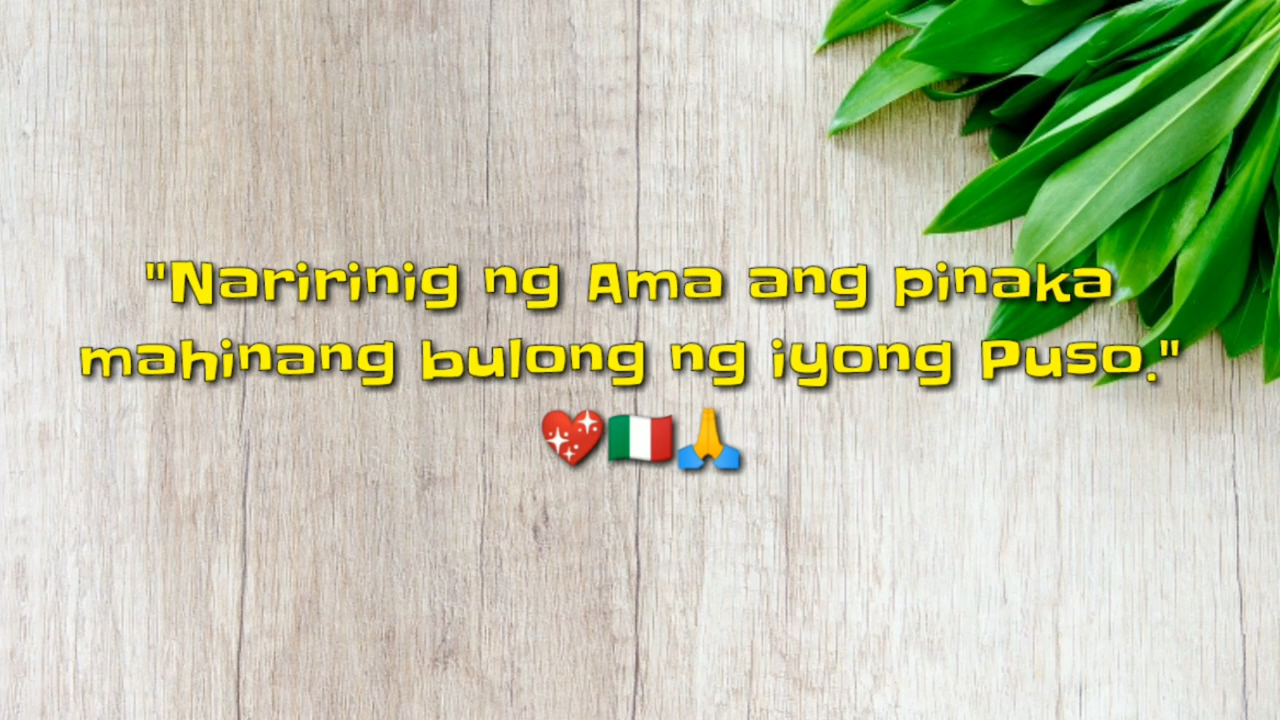 "Naririnig ng Ama ang pinaka
mahinang bulong ng iyong Puso."
💖🇮🇹🙏